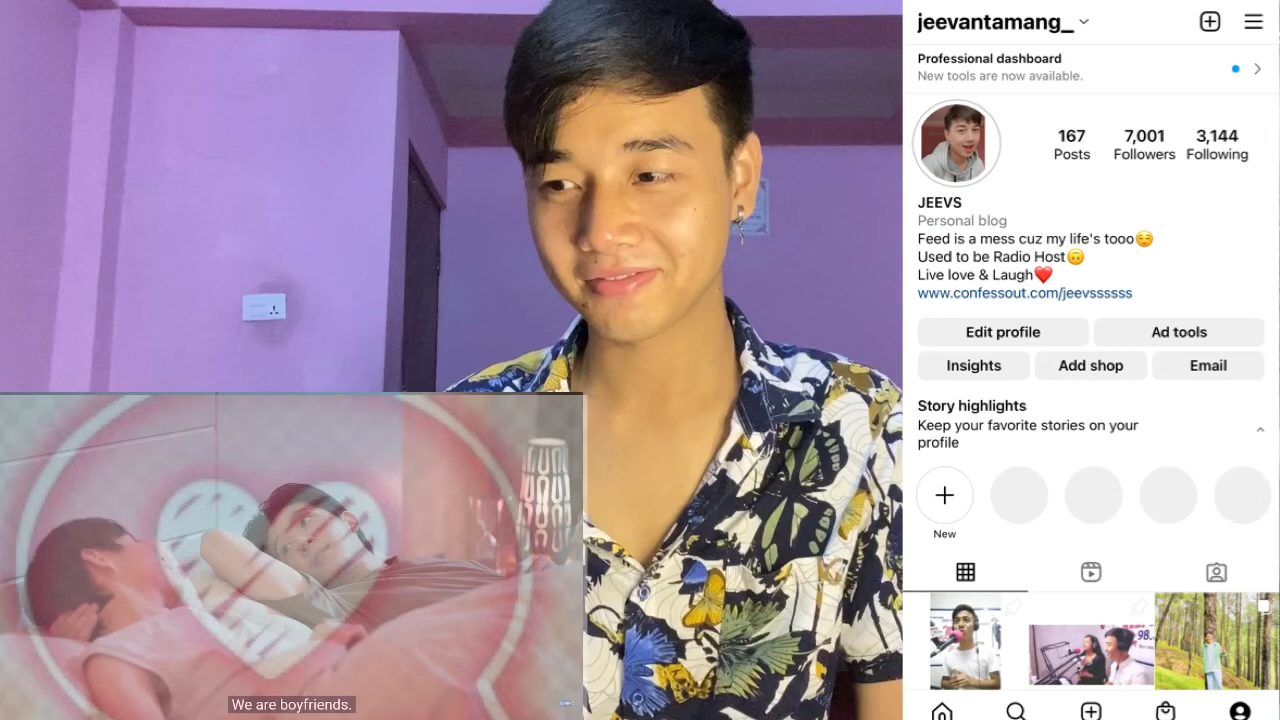 jeevantamang_
Professional dashboard
New tools are now available.
167
Posts
7,001
Followers
3,144
Following
JEEVS
Personal blog
Feed is a mess cuz my life's tooo😌
Used to be Radio Host🙃
Live love & Laugh❤️
www.confessout.com/jeevssssss
Edit profile
Ad tools
Insights
Add shop
Email
Story highlights
Keep your favorite stories on your
profile
New
98.
We are boyfriends.